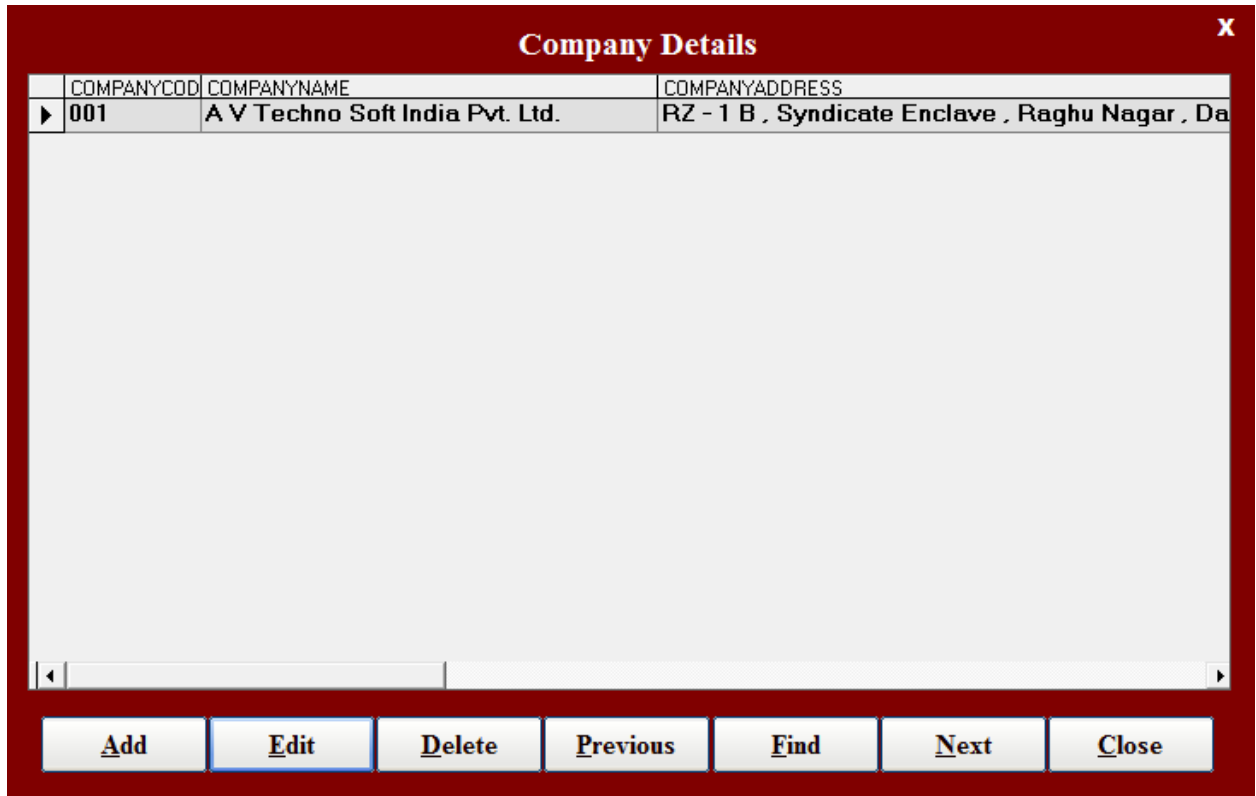 x
Company Details
COMPANYCOD COMPANYNAME COMPANYADDRESS
001 A V Techno Soft India Pvt. Ltd. RZ - 1 B , Syndicate Enclave , Raghu Nagar , Da
Add Edit Delete Previous Find Next Close